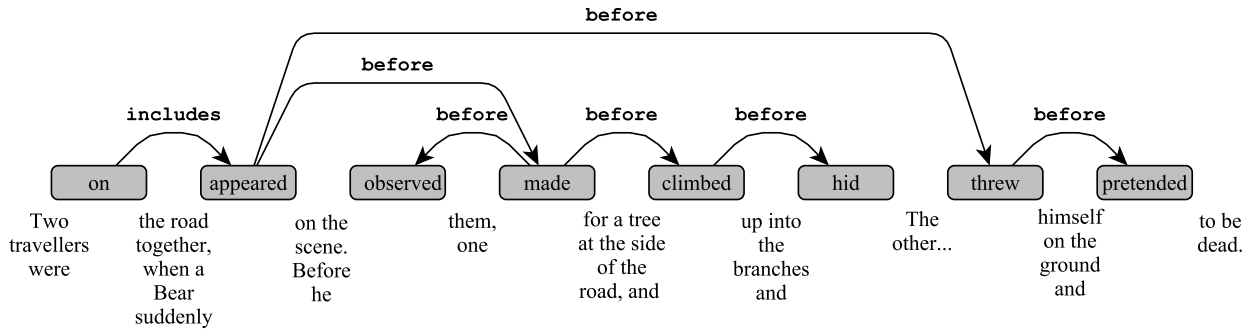 before
before
includes
before
before
before
before
on
appeared
observed
made
climbed
hid
threw
pretended
Two
travellers
were
the road
together,
when a
Bear
suddenly
on the
scene.
Before
he
them,
one
for a tree
at the side
of the
road, and
up into
the
branches
and
The
other...
himself
on the
ground
and
to be
dead.